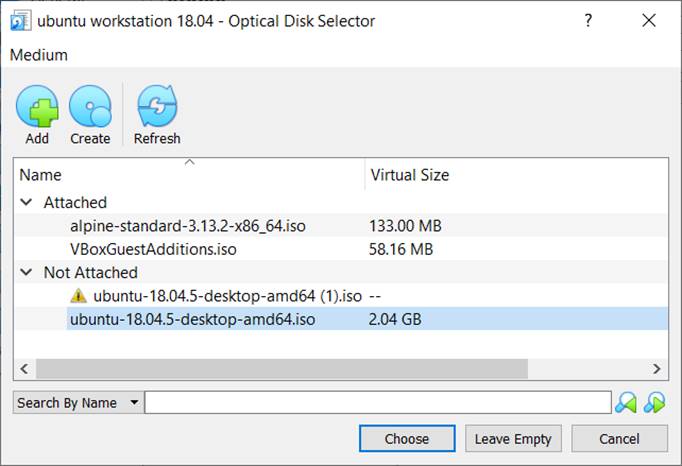 ubuntu workstation 18.04 - Optical Disk Selector ?
Medium
Add Create Refresh
Name Virtual Size
Attached
alpine-standard-3.13.2-x86_64.iso 133.00 MB
VBoxGuestAdditions.iso 58.16 MB
Not Attached
ubuntu-18.04.5-desktop-amd64 (1).iso --
ubuntu-18.04.5-desktop-amd64.iso 2.04 GB
Search By Name
Choose Leave Empty Cancel